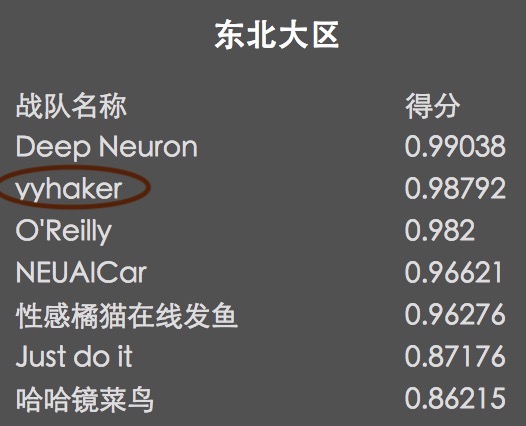 东北大区
战队名称 得分
Deep Neuron 0.99038
yyhaker 0.98792
O'Reilly 0.982
NEUAICar 0.96621
性感橘猫在线发鱼 0.96276
Just do it 0.87176
哈哈镜菜鸟 0.86215